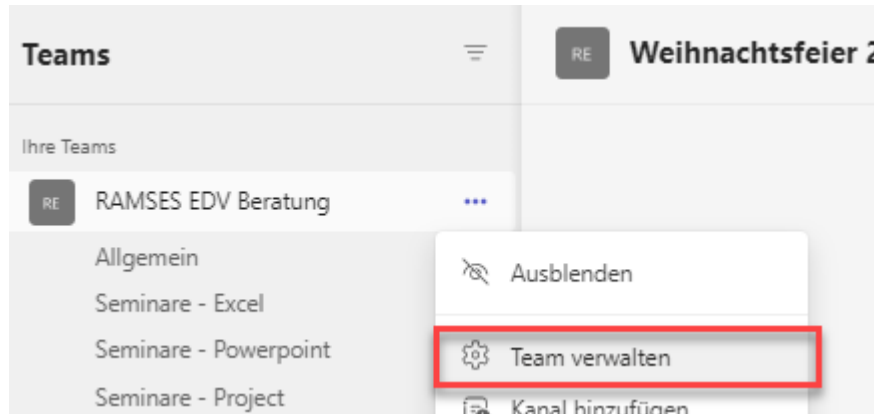 Teams
RE Weihnachtsfeier 2
Ihre Teams
RE RAMSES EDV Beratung
Allgemein
Ausblenden
Seminare - Excel
Seminare - Powerpoint
Team verwalten
Seminare - Project
Kanal hinzufügen